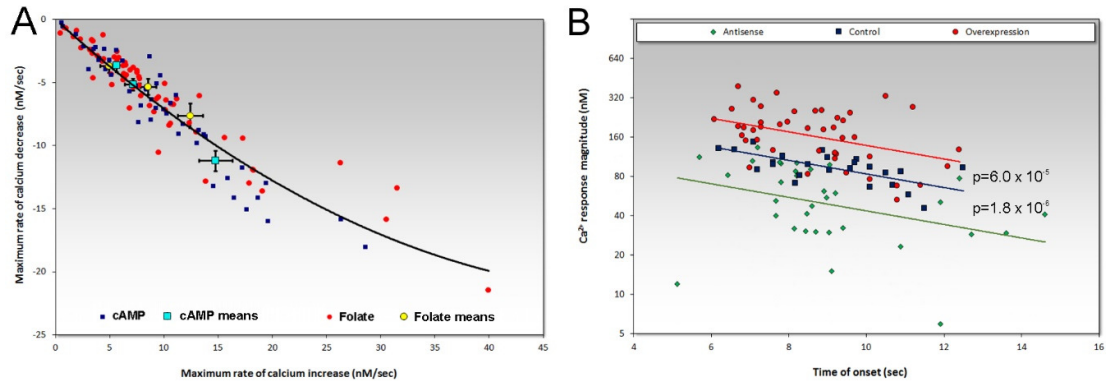 A
0
-5
-10
-15
-20
-25
Maximum rate of calcium decrease (nM/sec)
cAMP
cAMP means
Folate
Folate means
0 5 10 15 20 25 30 35 40 45
Maximum rate of calcium increase (nM/sec)
B
Antisense Control Overexpression
640
320
160
80
40
20
10
5
Ca²⁺ response magnitude (nM)
p=6.0 x 10⁻⁵
p=1.8 x 10⁻⁶
4 6 8 10 12 14 16
Time of onset (sec)